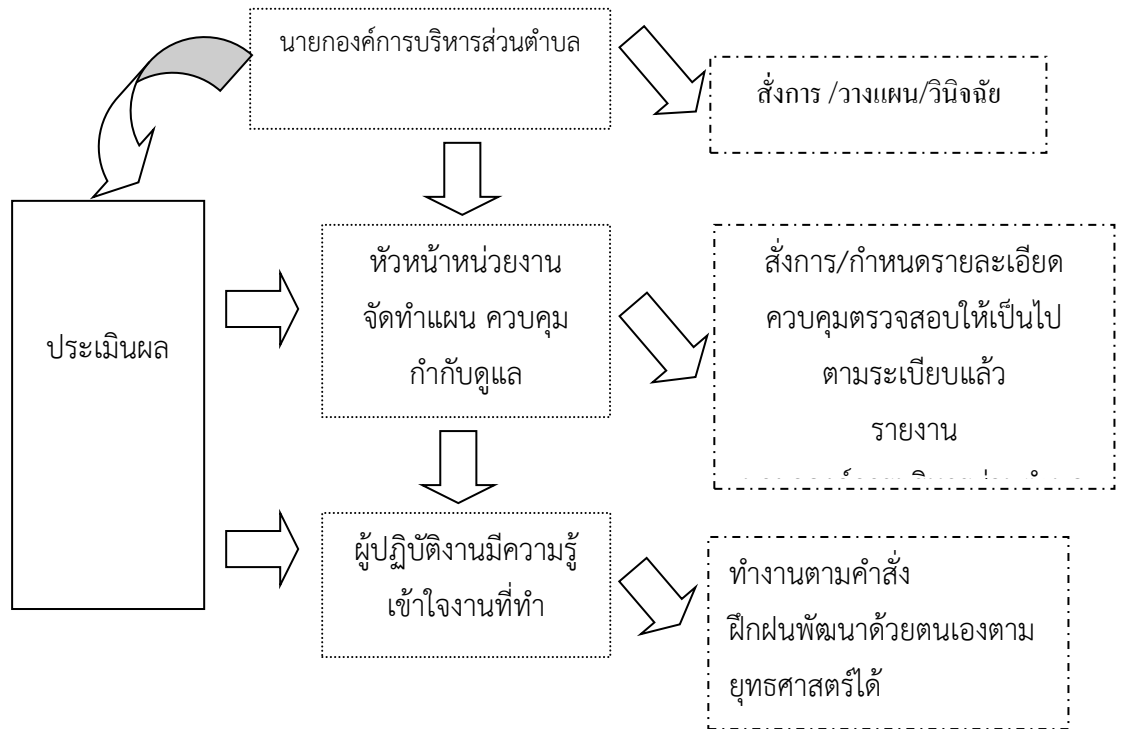 นายกองค์การบริหารส่วนตำบล
สั่งการ /วางแผน/วินิจฉัย
ประเมินผล
หัวหน้าหน่วยงาน
จัดทำแผน ควบคุม
กำกับดูแล
สั่งการ/กำหนดรายละเอียด
ควบคุมตรวจสอบให้เป็นไป
ตามระเบียบแล้ว
รายงาน
ผู้ปฏิบัติงานมีความรู้
เข้าใจงานที่ทำ
ทำงานตามคำสั่ง
ฝึกฝนพัฒนาด้วยตนเองตาม
ยุทธศาสตร์ได้